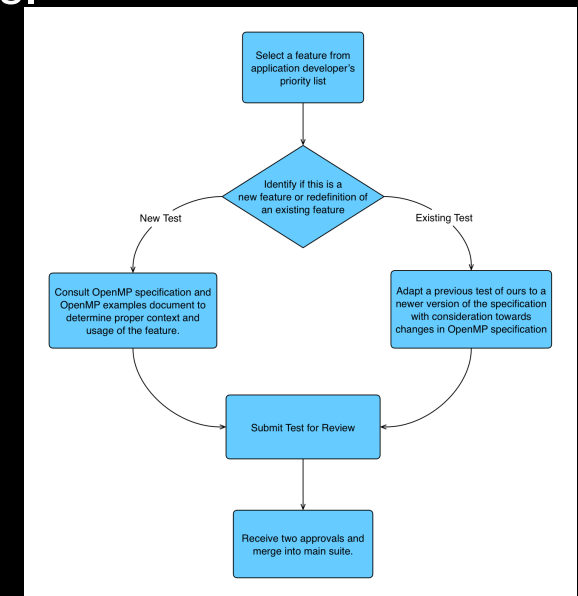 Select a feature from
application developer's
priority list
Identify if this is a
new feature or redefinition of
an existing feature
New Test
Existing Test
Consult OpenMP specification and
OpenMP examples document to
determine proper context and
usage of the feature.
Adapt a previous test of ours to a
newer version of the specification
with consideration towards
changes in OpenMP specification
Submit Test for Review
Receive two approvals and
merge into main suite.